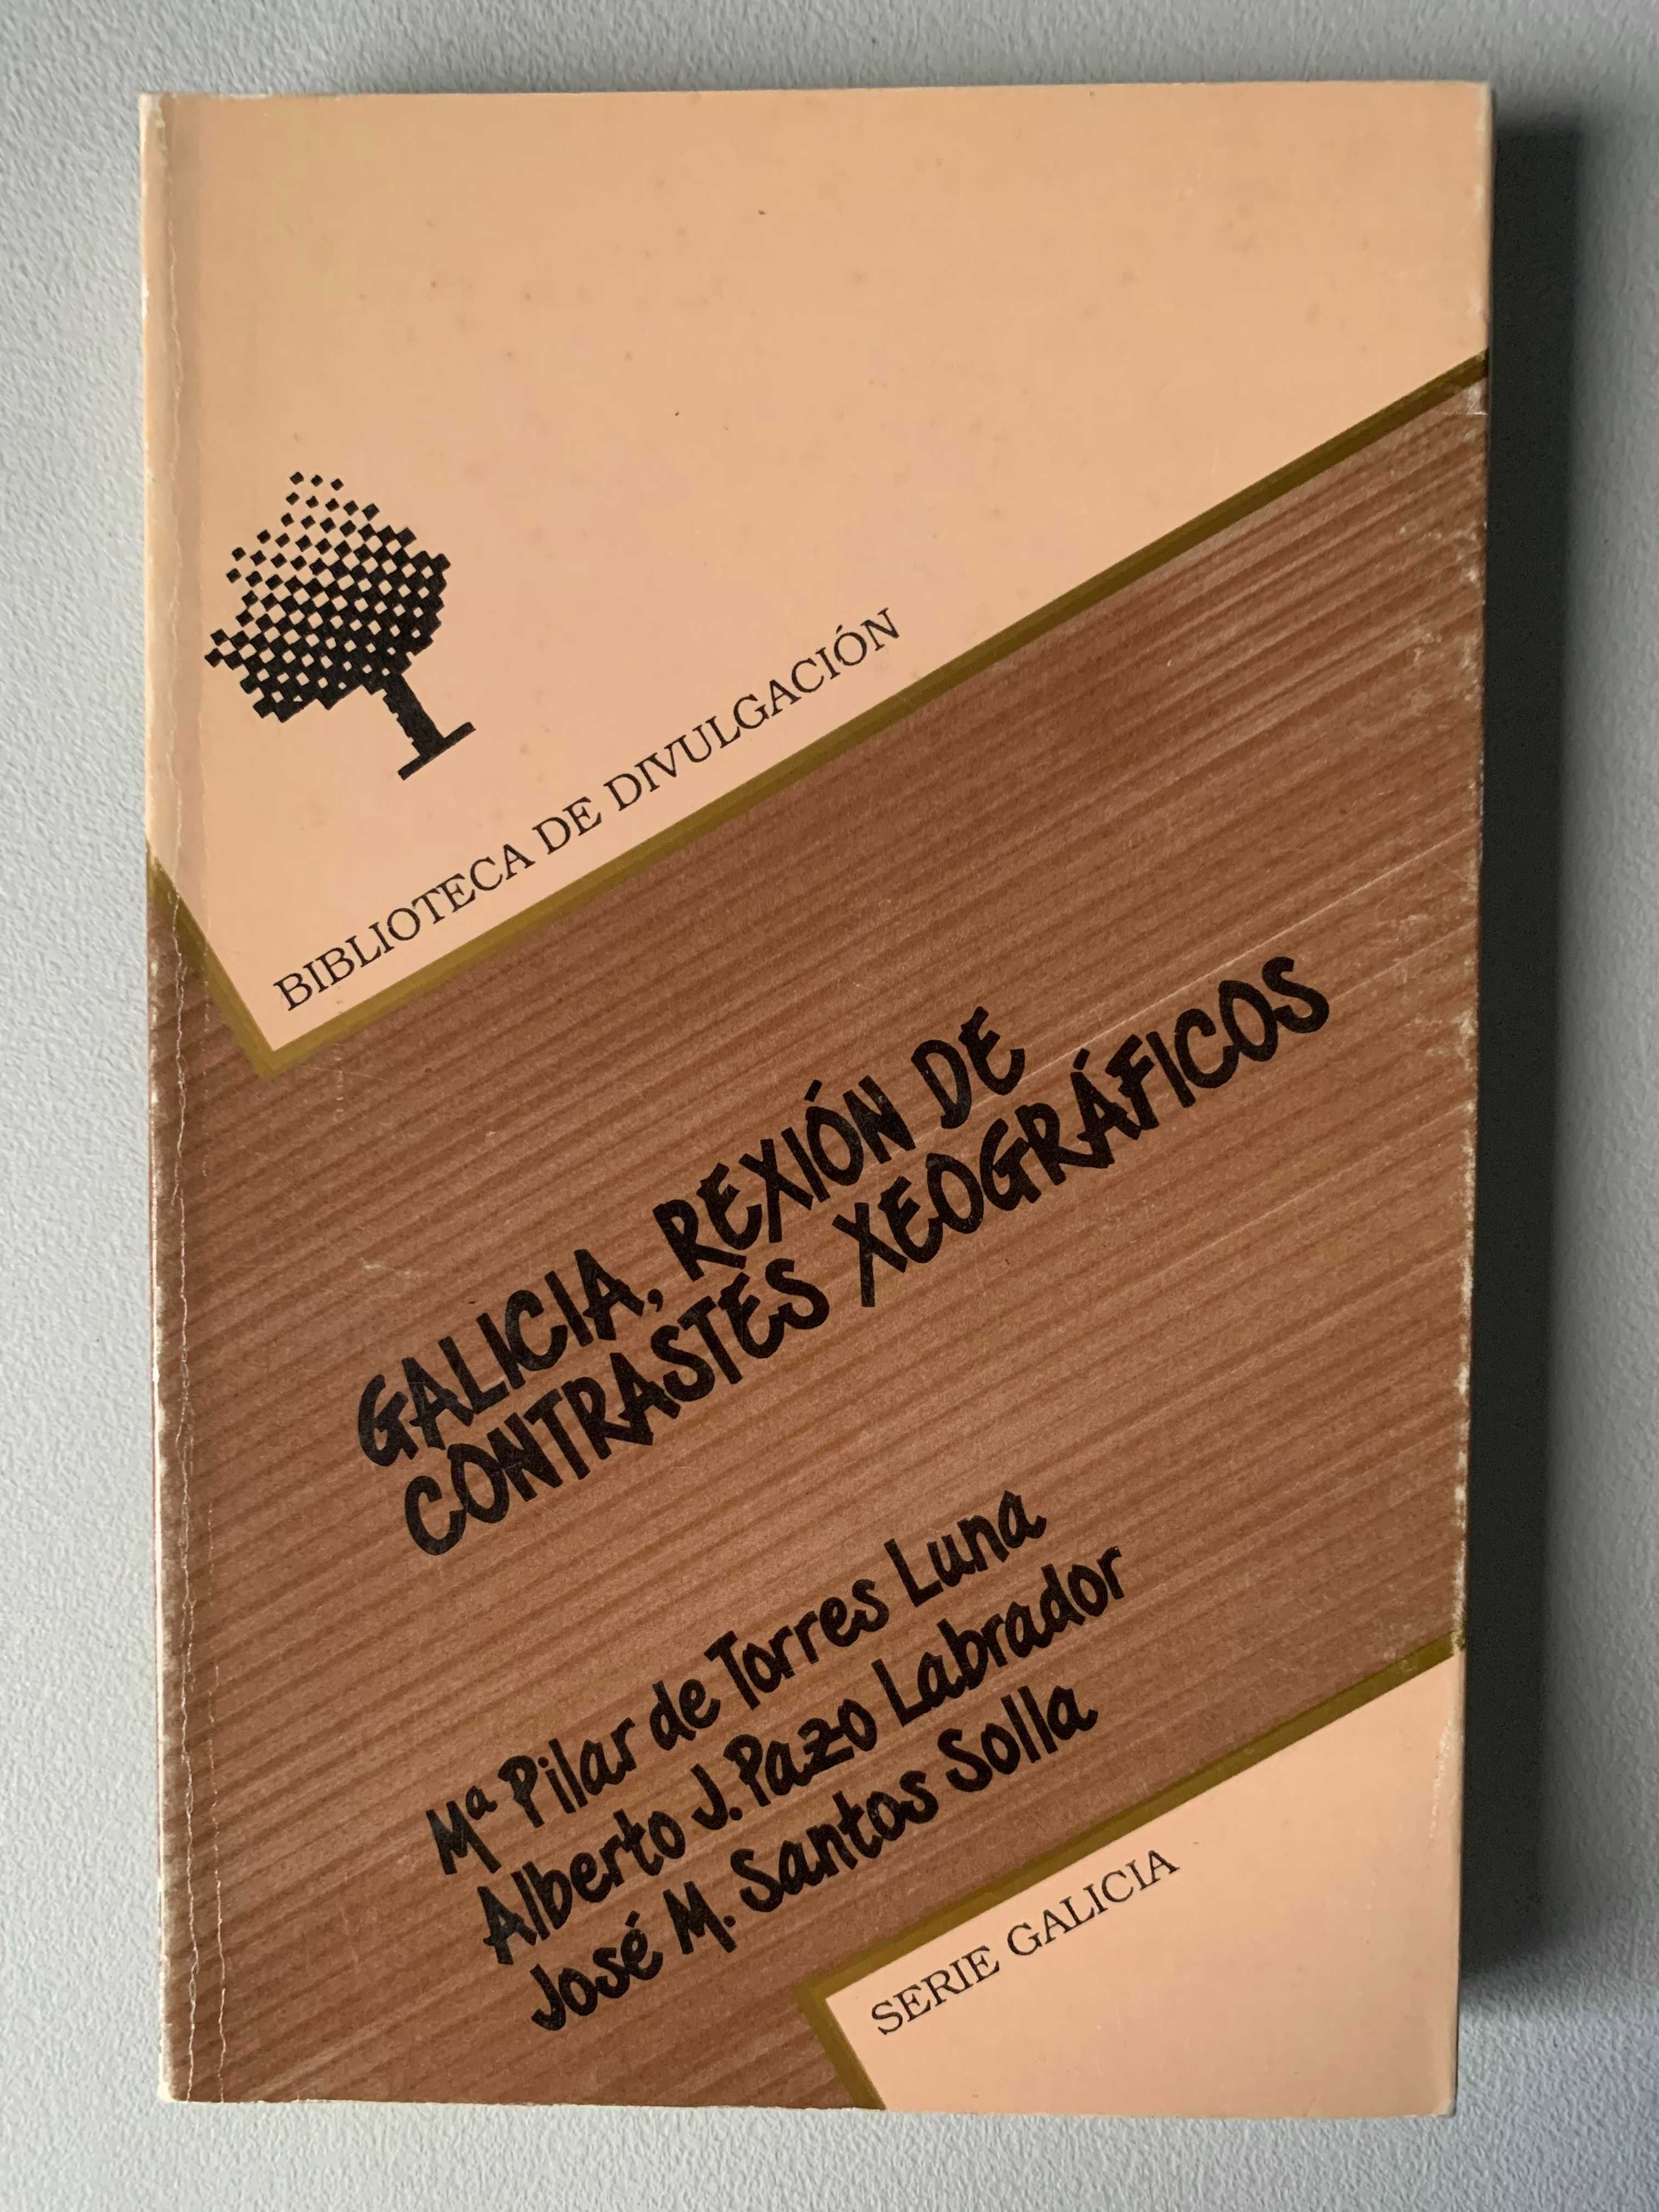 BIBLIOTECA DE DIVULGACIÓN
GALICIA, REXIÓN DE
CONTRASTES XEOGRÁFICOS
Mª Pilar de Torres Luna
Alberto J. Pazo Labrador
José M. Santos Solla
SERIE GALICIA